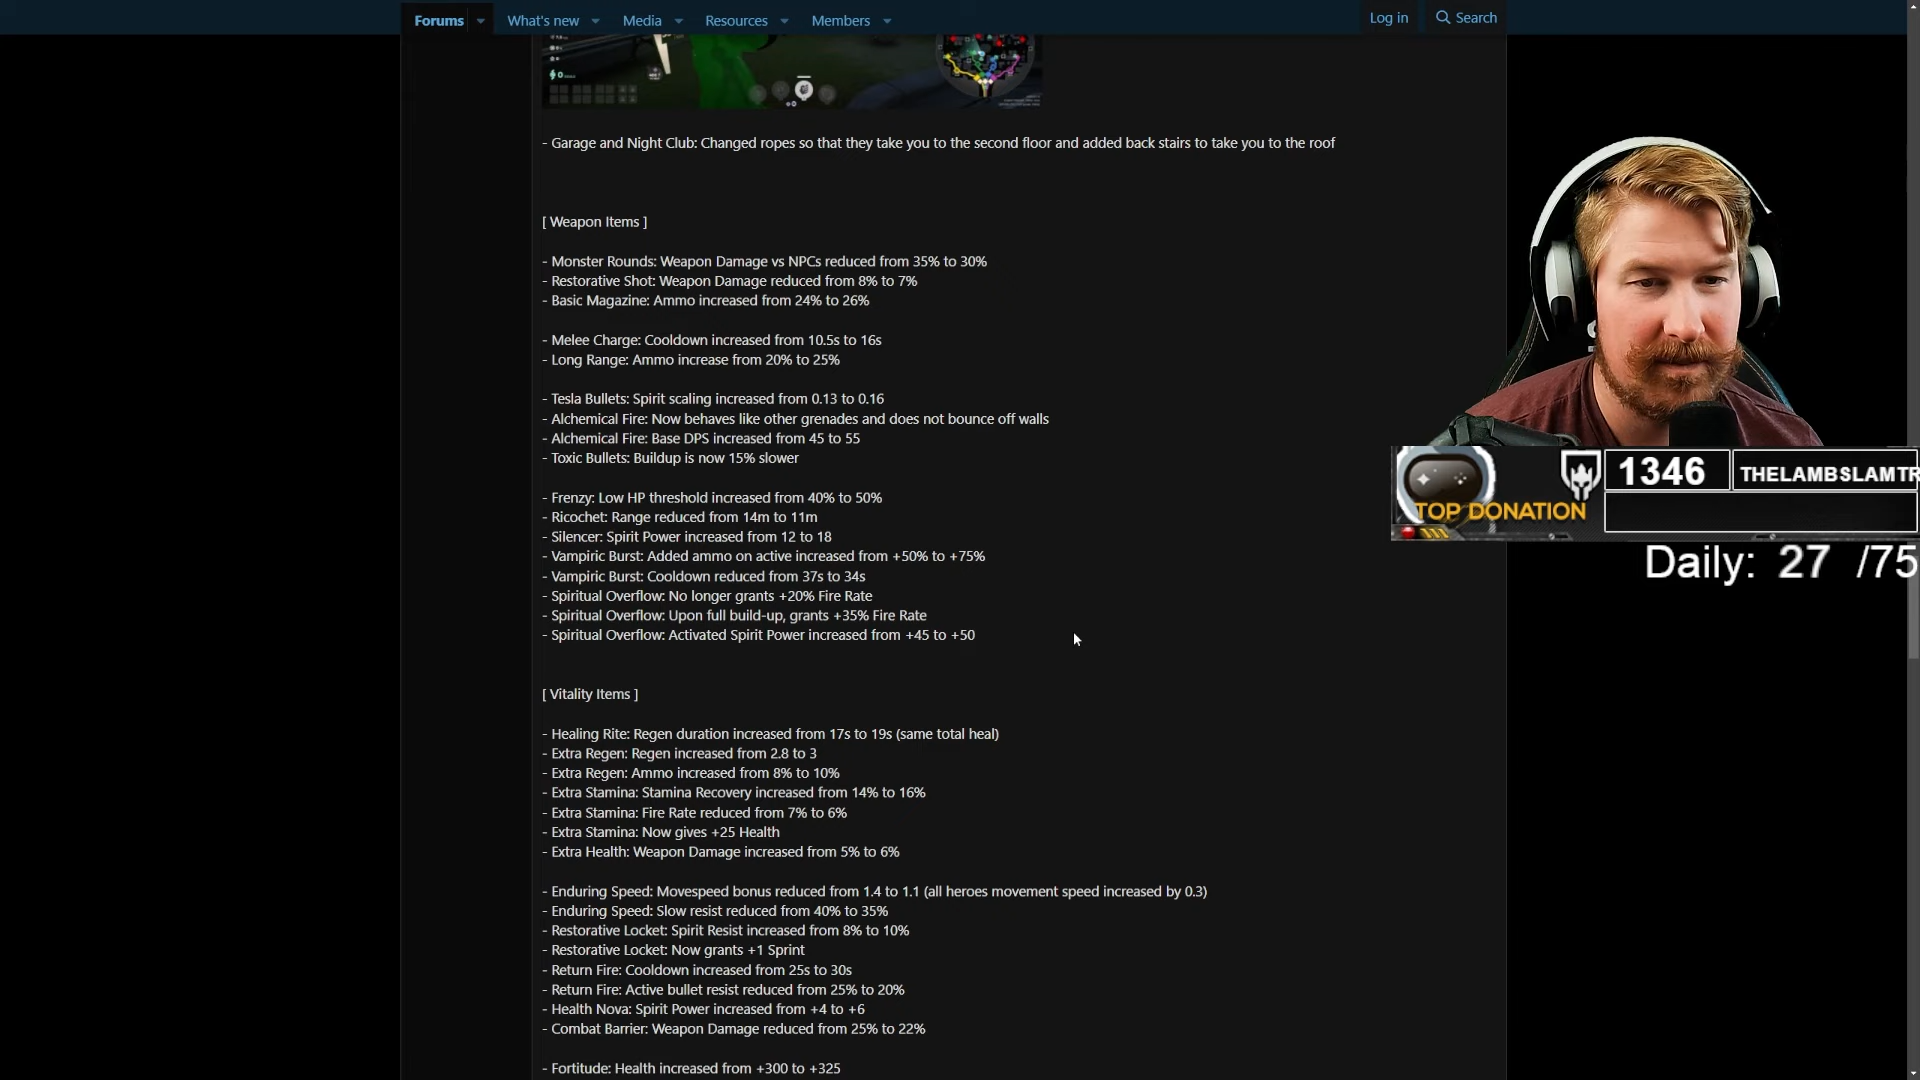 Forums
What's new
Media
Resources
Members
Log in
Search
- Garage and Night Club: Changed ropes so that they take you to the second floor and added back stairs to take you to the roof
[ Weapon Items ]
- Monster Rounds: Weapon Damage vs NPCs reduced from 35% to 30%
- Restorative Shot: Weapon Damage reduced from 8% to 7%
- Basic Magazine: Ammo increased from 24% to 26%
- Melee Charge: Cooldown increased from 10.5s to 16s
- Long Range: Ammo increase from 20% to 25%
- Tesla Bullets: Spirit scaling increased from 0.13 to 0.16
- Alchemical Fire: Now behaves like other grenades and does not bounce off walls
- Alchemical Fire: Base DPS increased from 45 to 55
- Toxic Bullets: Buildup is now 15% slower
- Frenzy: Low HP threshold increased from 40% to 50%
- Ricochet: Range reduced from 14m to 11m
- Silencer: Spirit Power increased from 12 to 18
- Vampiric Burst: Added ammo on active increased from +50% to +75%
- Vampiric Burst: Cooldown reduced from 37s to 34s
- Spiritual Overflow: No longer grants +20% Fire Rate
- Spiritual Overflow: Upon full build-up, grants +35% Fire Rate
- Spiritual Overflow: Activated Spirit Power increased from +45 to +50
[ Vitality Items ]
- Healing Rite: Regen duration increased from 17s to 19s (same total heal)
- Extra Regen: Regen increased from 2.8 to 3
- Extra Regen: Ammo increased from 8% to 10%
- Extra Stamina: Stamina Recovery increased from 14% to 16%
- Extra Stamina: Fire Rate reduced from 7% to 6%
- Extra Stamina: Now gives +25 Health
- Extra Health: Weapon Damage increased from 5% to 6%
- Enduring Speed: Movespeed bonus reduced from 1.4 to 1.1 (all heroes movement speed increased by 0.3)
- Enduring Speed: Slow resist reduced from 40% to 35%
- Restorative Locket: Spirit Resist increased from 8% to 10%
- Restorative Locket: Now grants +1 Sprint
- Return Fire: Cooldown increased from 25s to 30s
- Return Fire: Active bullet resist reduced from 25% to 20%
- Health Nova: Spirit Power increased from +4 to +6
- Combat Barrier: Weapon Damage reduced from 25% to 22%
- Fortitude: Health increased from +300 to +325
1346
THELAMBSLAMTR
TOP DONATION
Daily: 27 /75